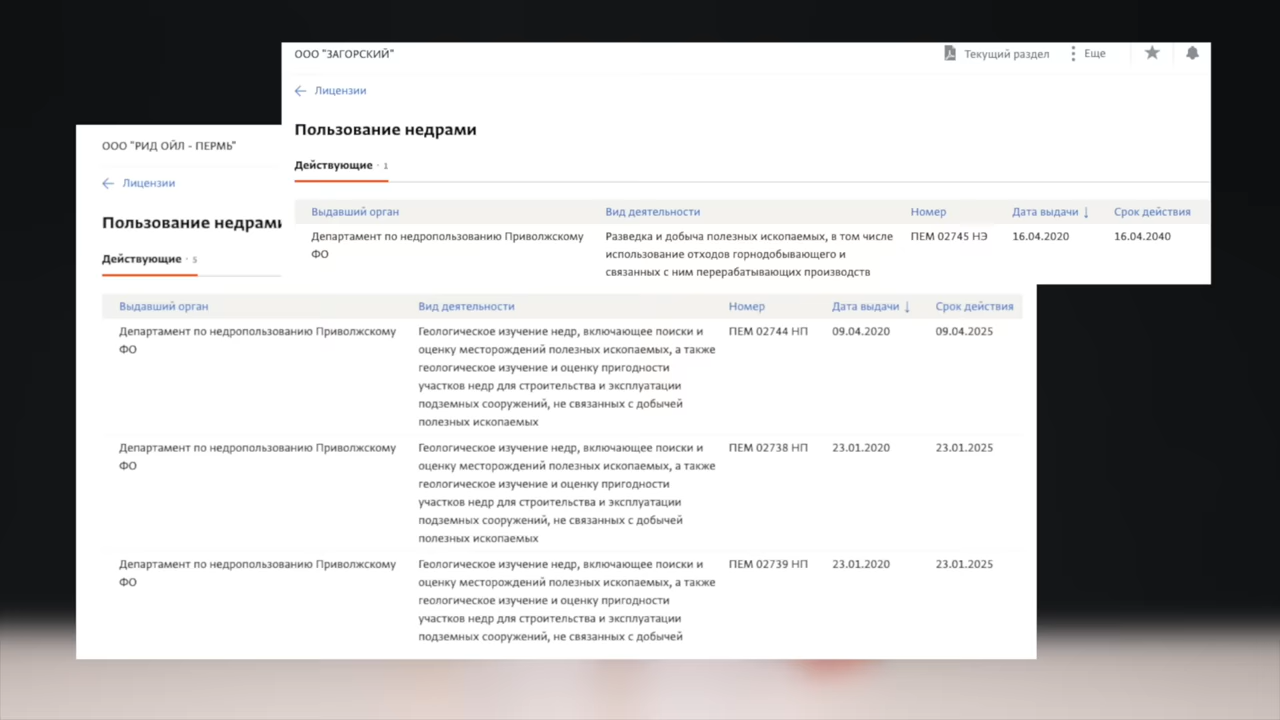 ООО "ЗАГОРСКИЙ"
Текущий раздел
Еще
Лицензии
Пользование недрами
Действующие · 1
Выдавший орган Вид деятельности Номер Дата выдачи ↓ Срок действия
Департамент по недропользованию Приволжскому Разведка и добыча полезных ископаемых, в том числе ПЕМ 02745 НЭ 16.04.2020 16.04.2040
ФО использование отходов горнодобывающего и
связанных с ним перерабатывающих производств
ООО "РИД ОЙЛ - ПЕРМЬ"
Лицензии
Пользование недрами
Действующие · 5
Выдавший орган Вид деятельности Номер Дата выдачи ↓ Срок действия
Департамент по недропользованию Приволжскому Геологическое изучение недр, включающее поиски и ПЕМ 02744 НП 09.04.2020 09.04.2025
ФО оценку месторождений полезных ископаемых, а также
геологическое изучение и оценку пригодности
участков недр для строительства и эксплуатации
подземных сооружений, не связанных с добычей
полезных ископаемых
Департамент по недропользованию Приволжскому Геологическое изучение недр, включающее поиски и ПЕМ 02738 НП 23.01.2020 23.01.2025
ФО оценку месторождений полезных ископаемых, а также
геологическое изучение и оценку пригодности
участков недр для строительства и эксплуатации
подземных сооружений, не связанных с добычей
полезных ископаемых
Департамент по недропользованию Приволжскому Геологическое изучение недр, включающее поиски и ПЕМ 02739 НП 23.01.2020 23.01.2025
ФО оценку месторождений полезных ископаемых, а также
геологическое изучение и оценку пригодности
участков недр для строительства и эксплуатации
подземных сооружений, не связанных с добычей